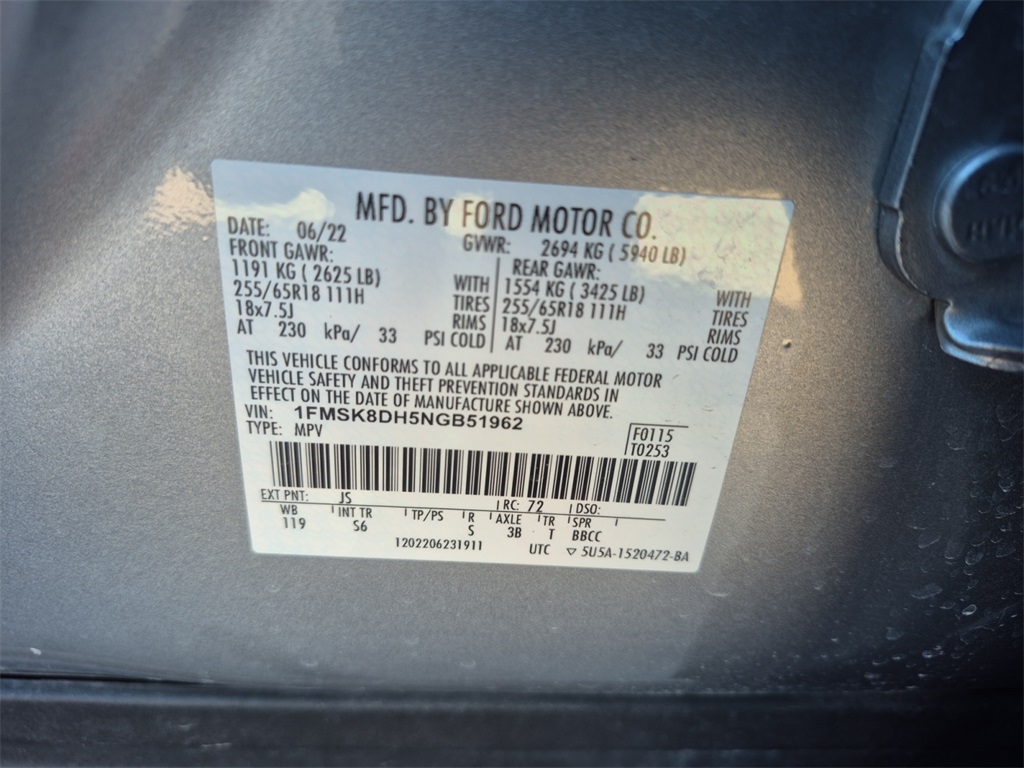 MFD. BY FORD MOTOR CO.
DATE: 06/22 GVWR: 2694 KG ( 5940 LB)
FRONT GAWR: REAR GAWR:
1191 KG ( 2625 LB) WITH 1554 KG ( 3425 LB) WITH
255/65R18 111H TIRES 255/65R18 111H TIRES
18x7.5J RIMS 18x7.5J RIMS
AT 230 kPa/ 33 PSI COLD AT 230 kPa/ 33 PSI COLD
THIS VEHICLE CONFORMS TO ALL APPLICABLE FEDERAL MOTOR
VEHICLE SAFETY AND THEFT PREVENTION STANDARDS IN
EFFECT ON THE DATE OF MANUFACTURE SHOWN ABOVE.
VIN: 1FMSK8DH5NGB51962
TYPE: MPV
F0115
T0253
EXT PNT: JS RC: 72 DSO:
WB INT TR TP/PS R AXLE TR SPR
119 S6 S 3B T BBCC
1202206231911 UTC ▽ 5U5A-1520472-BA